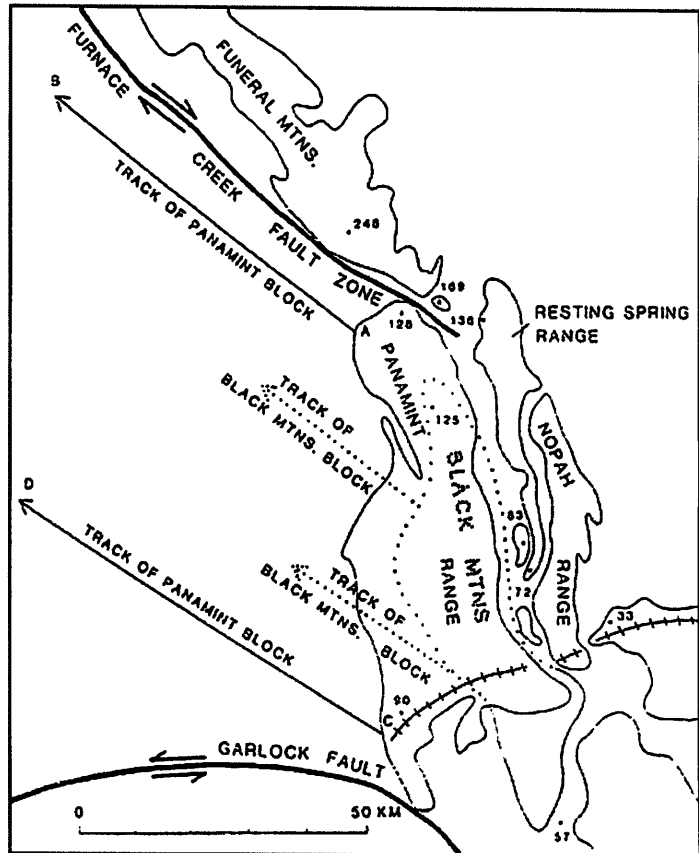 FURNACE
CREEK
FAULT
ZONE
FUNERAL MTNS.
B
TRACK OF PANAMINT BLOCK
248
169
136
128
A
RESTING SPRING
RANGE
PANAMINT
RANGE
TRACK OF
BLACK MTNS. BLOCK
125
BLACK MTNS
NOPAH
RANGE
D
TRACK OF PANAMINT BLOCK
83
TRACK OF
BLACK MTNS. BLOCK
72
33
90
C
GARLOCK FAULT
0 50 KM
57